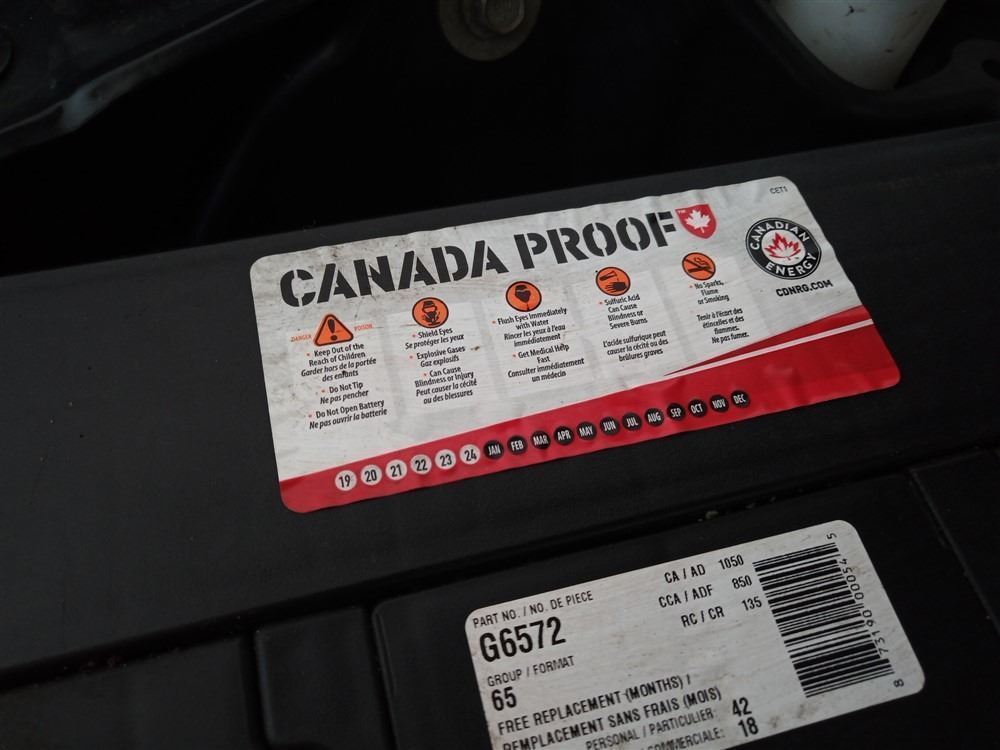 CET1
CANADA PROOF™
CANADIAN
ENERGY
CDNRG.COM
DANGER
POISON
• Keep Out of the
Reach of Children
Garder hors de la portée
des enfants
• Do Not Tip
Ne pas pencher
• Do Not Open Battery
Ne pas ouvrir la batterie
• Shield Eyes
Se protéger les yeux
• Explosive Gases
Gaz explosifs
• Can Cause
Blindness or Injury
Peut causer la cécité
ou des blessures
• Flush Eyes Immediately
with Water
Rincer les yeux à l'eau
immédiatement
• Get Medical Help
Fast
Consulter immédiatement
un médecin
• Sulfuric Acid
Can Cause
Blindness or
Severe Burns
L'acide sulfurique peut
causer la cécité ou des
brûlures graves
• No Sparks,
Flame
or Smoking
Tenir à l'écart des
étincelles et des
flammes.
Ne pas fumer.
19 20 21 22 23 24 JAN FEB MAR APR MAY JUN JUL AUG SEP OCT NOV DEC
PART NO. / NO. DE PIECE
G6572
GROUP / FORMAT
65
CA / AD 1050
CCA / ADF 850
RC / CR 135
FREE REPLACEMENT (MONTHS) /
REMPLACEMENT SANS FRAIS (MOIS)
PERSONAL / PARTICULIER: 42
COMMERCIALE: 18
8 73190 00054 5